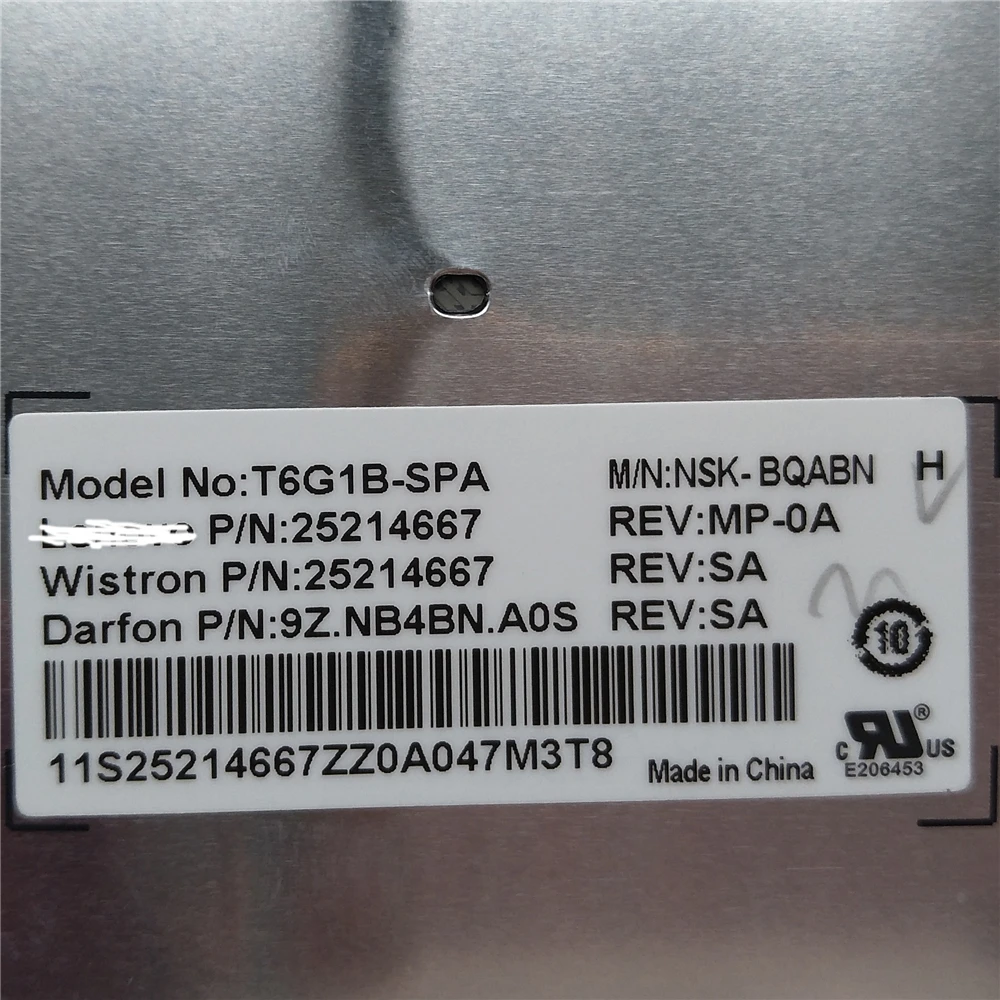 Model No:T6G1B-SPA M/N:NSK-BQABN H
P/N:25214667 REV:MP-0A
Wistron P/N:25214667 REV:SA
Darfon P/N:9Z.NB4BN.A0S REV:SA
10
11S25214667ZZ0A047M3T8 Made in China
C RU ® US
E206453